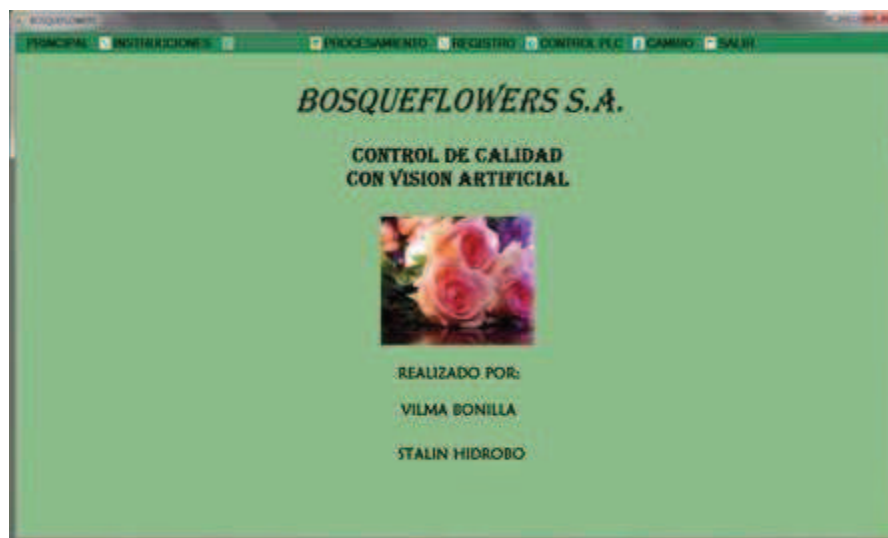 BOSQUEFLOWERS
PRINCIPAL INSTRUCCIONES PROCESAMIENTO REGISTRO CONTROL PLC CAMBIO SALIR
BOSQUEFLOWERS S.A.
CONTROL DE CALIDAD
CON VISION ARTIFICIAL
REALIZADO POR:
VILMA BONILLA
STALIN HIDROBO